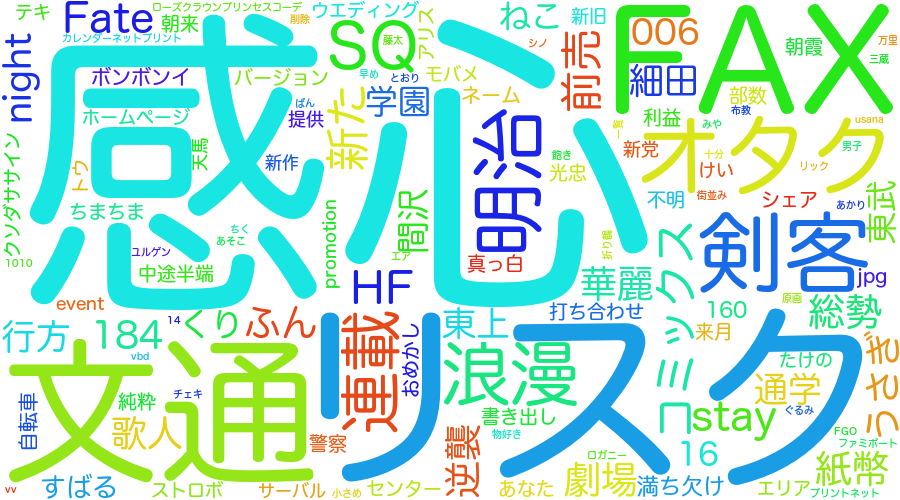 ローズクラウンプリンセスコーデ
テキ
朝来
削除
ウエディング
ねこ
新旧
006
万里
Fate
カレンダーネットプリント
SQ
藤太
アリス
シノ
前売
FAX
朝霞
三蔵
night
ボンボンイ
バージョン
早め
とおり
モバメ
細田
部数
布教
ホームページ
ぱん
提供
新た
学園
ネーム
利益
みや
usana
感心
クソダササイン
天馬
新作
明治
飽き
光忠
一貫
新党
オタク
十分
男子
けい
リック
トウ
ちまちま
ちく
あそこ
間沢
不明
街並み
シェア
あかり
東武
ユルゲン
promotion
エア
真っ白
折り鶴
剣客
1010
中途半端
HF
華麗
コミックス
jpg
event
160
原画
総勢
行方
184
14
くり
ふん
連載
おめかし
東上
打ち合わせ
来月
たけの
うさぎ
vbd
文通
リスク
浪漫
通学
自転車
純粋
チェキ
歌人
書き出し
stay
ぐるみ
警察
逆襲
物好き
16
FGO
ファミポート
vv
すばる
ストロボ
サーバル
小さめ
センター
あなた
ロガニー
劇場
満ち欠け
エリア
紙幣
プリントネット